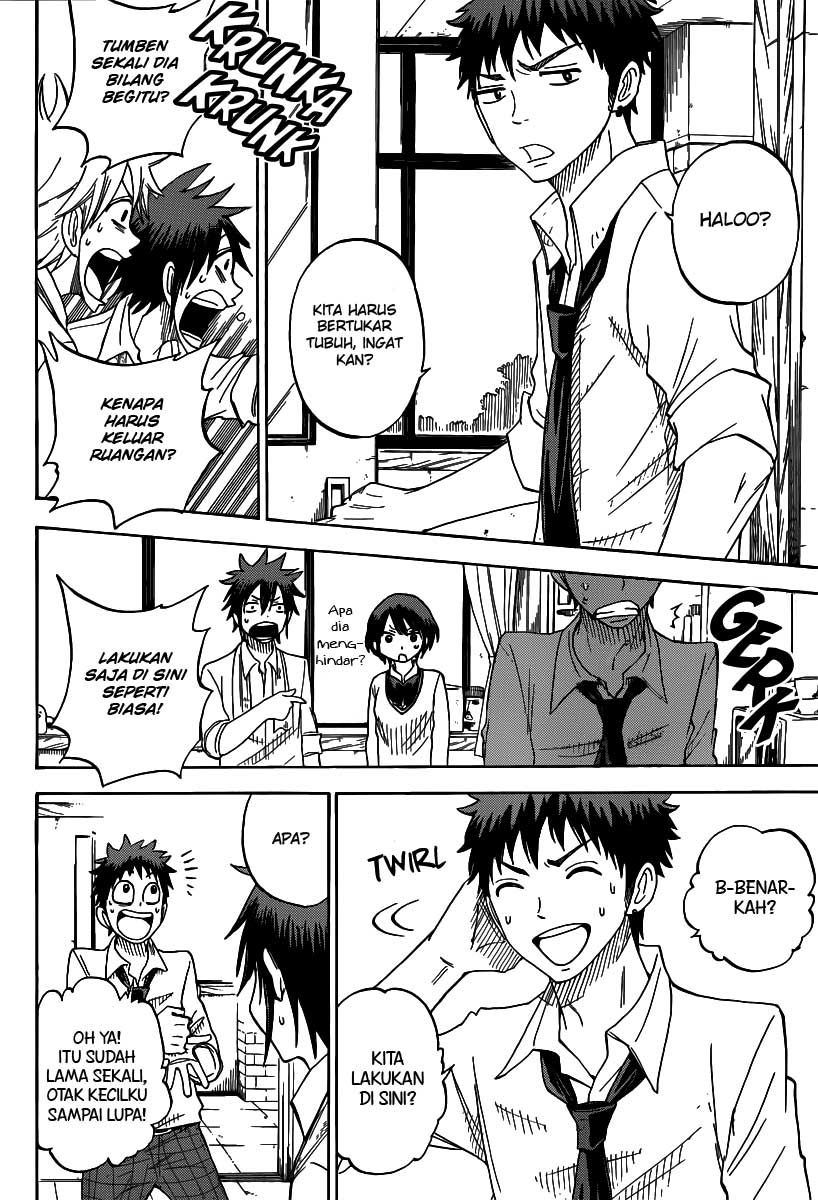 HALOO?
KITA HARUS
BERTUKAR
TUBUH, INGAT
KAN?
TUMBEN
SEKALI DIA
BILANG
BEGITU?
KRUNKA
KRUNK
KENAPA
HARUS
KELUAR
RUANGAN?
GERK
Apa
dia
meng-
hindar?
LAKUKAN
SAJA DI SINI
SEPERTI
BIASA!
B-BENAR-
KAH?
TWIRL
KITA
LAKUKAN
DI SINI?
APA?
OH YA!
ITU SUDAH
LAMA SEKALI,
OTAK KECILKU
SAMPAI LUPA!